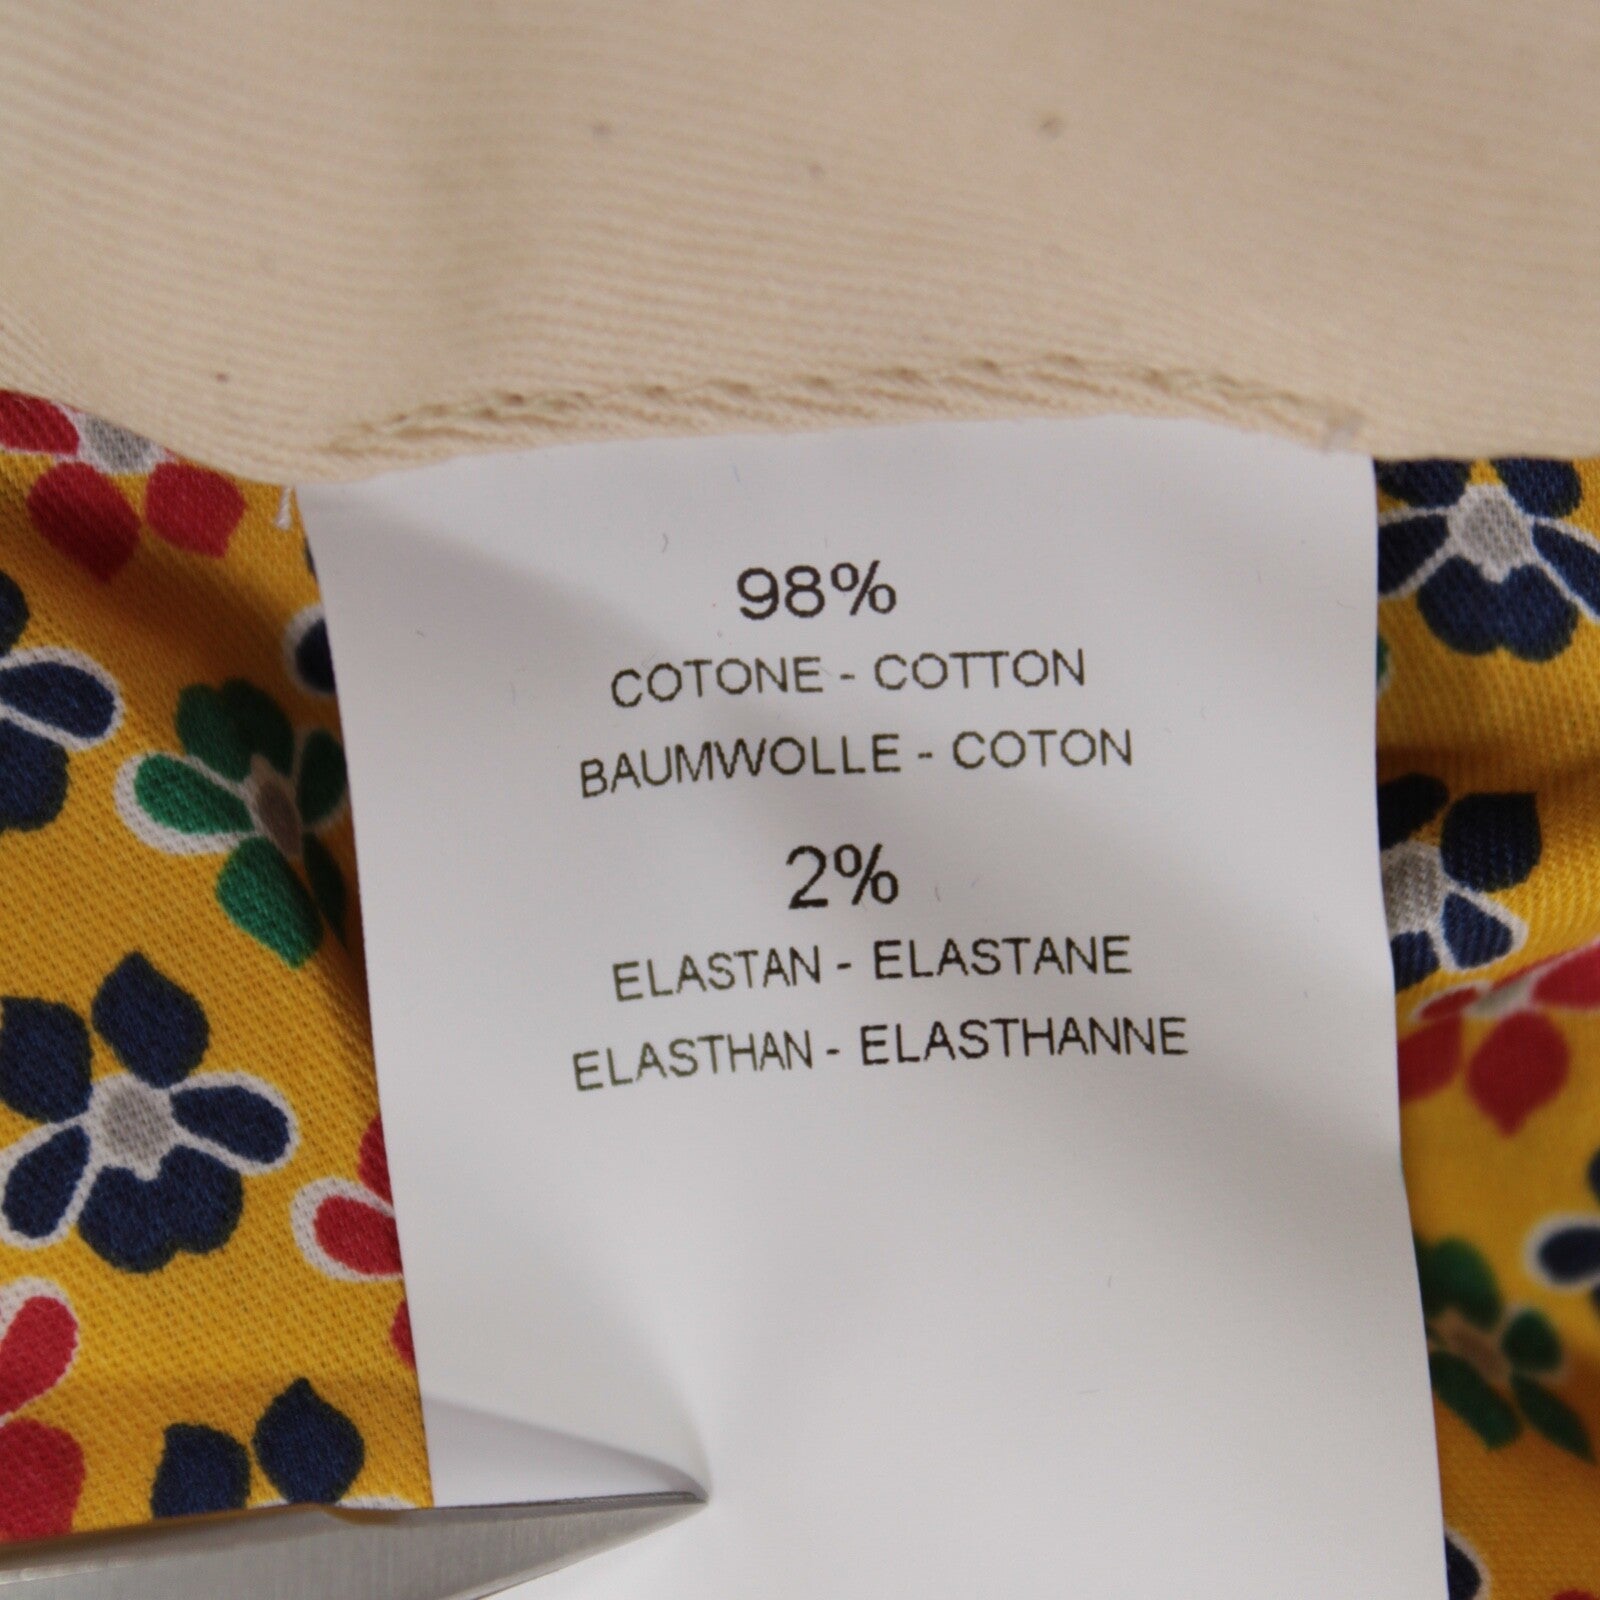 98%
COTONE - COTTON
BAUMWOLLE - COTON
2%
ELASTAN - ELASTANE
ELASTHAN - ELASTHANNE